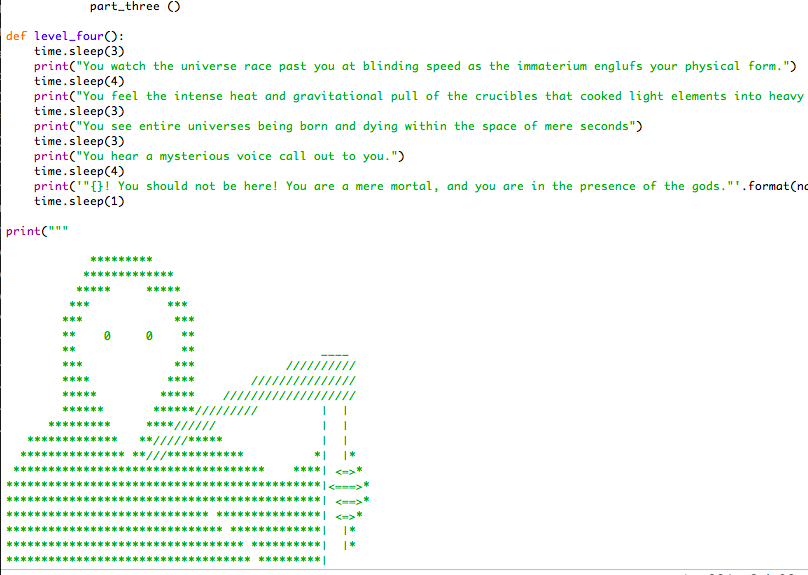 part_three ()

def level_four():
    time.sleep(3)
    print("You watch the universe race past you at blinding speed as the immaterium englufs your physical form.")
    time.sleep(4)
    print("You feel the intense heat and gravitational pull of the crucibles that cooked light elements into heavy
    time.sleep(3)
    print("You see entire universes being born and dying within the space of mere seconds")
    time.sleep(3)
    print("You hear a mysterious voice call out to you.")
    time.sleep(4)
    print('"{}! You should not be here! You are a mere mortal, and you are in the presence of the gods."'.format(
    time.sleep(1)

print("""

            *********
           *************
          *****     *****
         ***           ***
        ***             ***
        **    0     0    **
        **               **                  ____
        ***             ***             //////////
        ****           ****        ///////////////
        *****         *****    ///////////////////
        ******       ******/////////         |  |
      *********     ****//////               |  |
   *************   **/////*****              |  |
  *************** **///***********          *|  |*
 ************************************    ****| <=>*
*********************************************|<===>*
*********************************************| <==>*
***************************** ***************| <=>*
******************************* *************|  |*
********************************** **********|  |*
*********************************** *********|